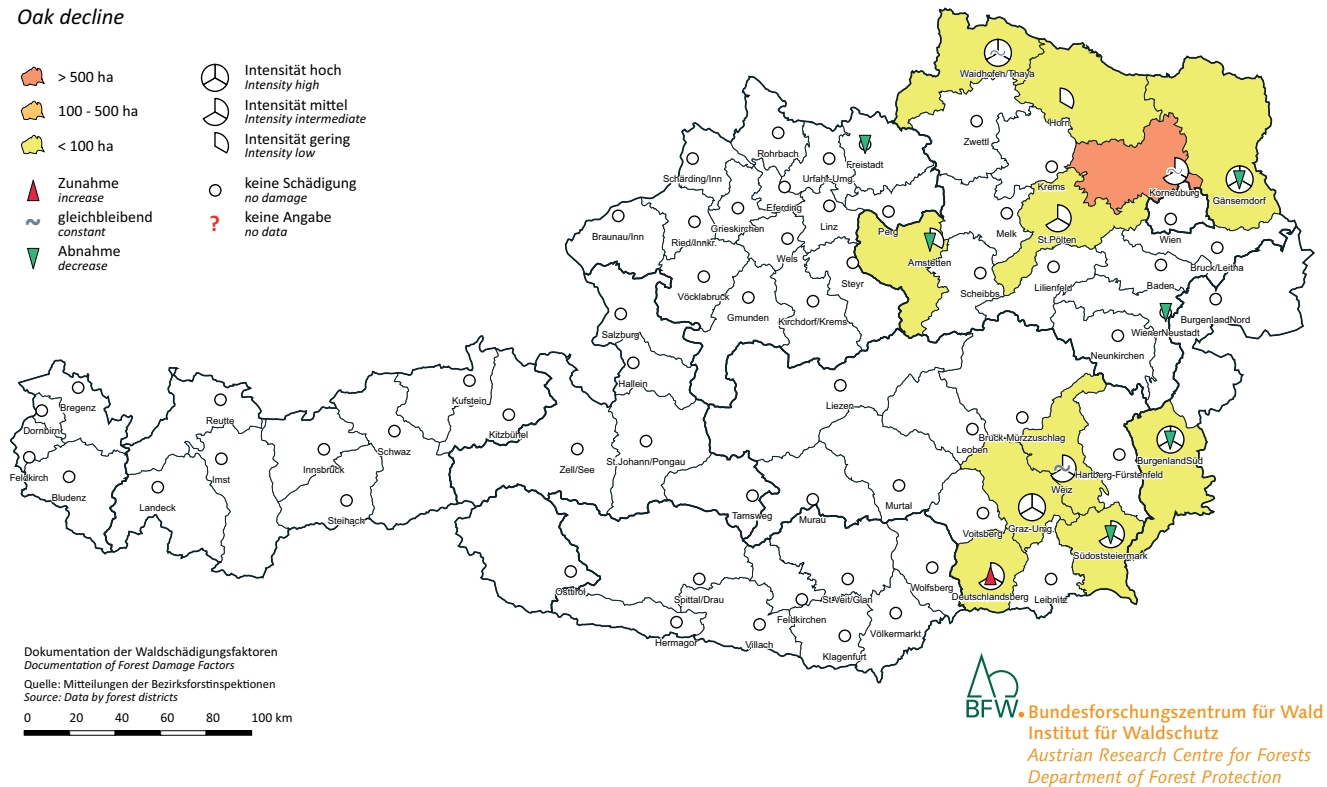 Oak decline
> 500 ha
100 - 500 ha
< 100 ha
Zunahme
increase
gleichbleibend
constant
Abnahme
decrease
Intensität hoch
Intensity high
Intensität mittel
Intensity intermediate
Intensität gering
Intensity low
keine Schädigung
no damage
?
keine Angabe
no data
Waidhofen/Thaya
Horn
Zwettl
Rohrbach
Freistadt
Schärding/Inn
Urfahr-Umg.
Krems
Korneuburg
Gänserndorf
Eferding
Grieskirchen
Linz
Perg
Melk
St.Pölten
Wien
Braunau/Inn
Ried/Innkr.
Wels
Amstetten
Bruck/Leitha
Steyr
Scheibbs
Lilienfeld
Baden
Vöcklabruck
Gmunden
Kirchdorf/Krems
BurgenlandNord
Salzburg
WienerNeustadt
Neunkirchen
Hallein
Kufstein
Liezen
Bregenz
Reutte
Dornbirn
Kitzbühel
Bruck-Mürzzuschlag
Leoben
Schwaz
Zell/See
St.Johann/Pongau
BurgenlandSüd
Innsbruck
Feldkirch
Imst
Hartberg-Fürstenfeld
Weiz
Bludenz
Landeck
Steinach
Tamsweg
Murau
Murtal
Voitsberg
Graz-Umg.
Südoststeiermark
Osttirol
Spittal/Drau
St.Veit/Glan
Wolfsberg
Deutschlandsberg
Leibnitz
Feldkirchen
Hermagor
Villach
Klagenfurt
Völkermarkt
Dokumentation der Waldschädigungsfaktoren
Documentation of Forest Damage Factors
Quelle: Mitteilungen der Bezirksforstinspektionen
Source: Data by forest districts
0 20 40 60 80 100 km
BFW
Bundesforschungszentrum für Wald
Institut für Waldschutz
Austrian Research Centre for Forests
Department of Forest Protection